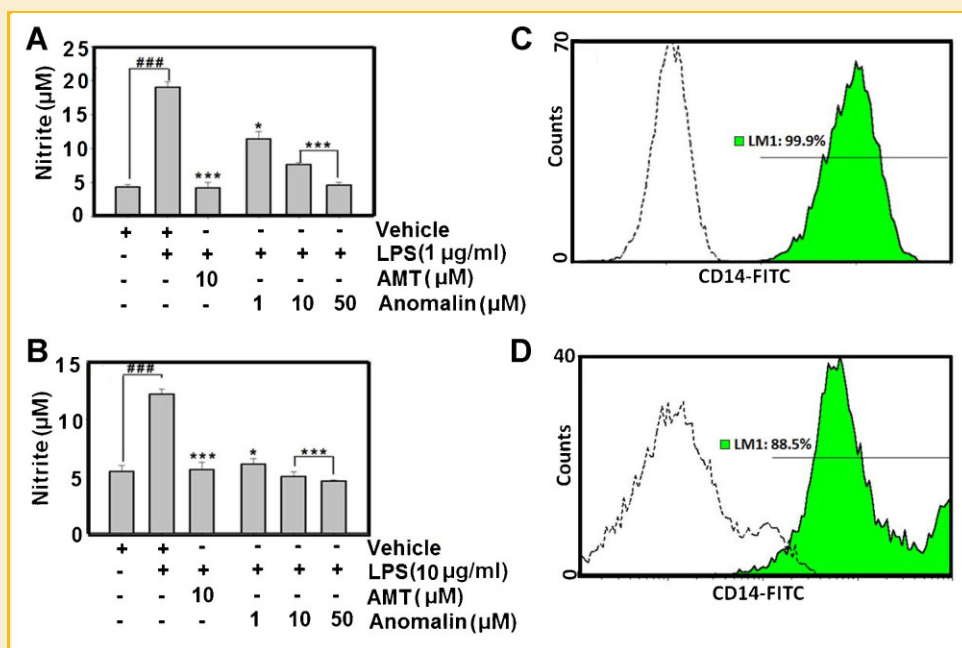 A
Nitrite (µM)
25
20
15
10
5
0
###
***
*
***
+ + - - - - Vehicle
- + + + + + LPS(1 µg/ml)
- - 10 - - - AMT(µM)
- - - 1 10 50 Anomalin(µM)
B
Nitrite (µM)
15
10
5
0
###
***
*
***
+ + - - - - Vehicle
- + + + + + LPS(10 µg/ml)
- - 10 - - - AMT (µM)
- - - 1 10 50 Anomalin(µM)
C
70
Counts
0
LM1: 99.9%
CD14-FITC
D
40
Counts
0
LM1: 88.5%
CD14-FITC